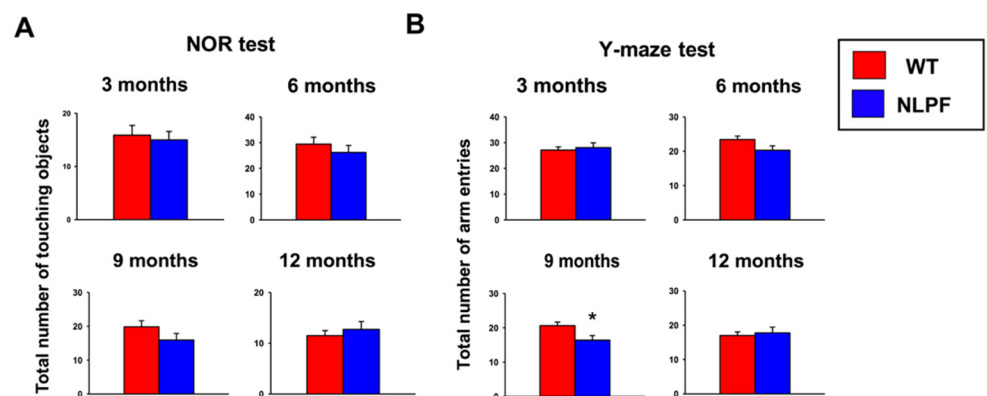 A
NOR test
B
Y-maze test
WT
NLPF
Total number of touching objects
3 months
20
10
0
6 months
40
30
20
10
0
9 months
30
20
10
0
12 months
20
10
0
Total number of arm entries
3 months
40
30
20
10
0
6 months
30
20
10
0
9 months
30
20
10
0
*
12 months
30
20
10
0